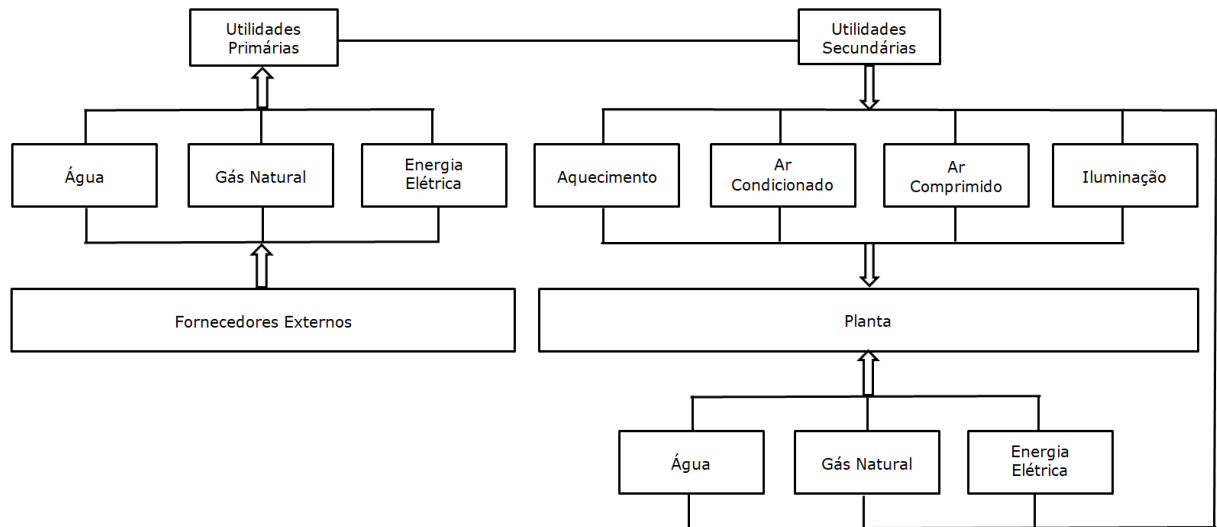 Utilidades
Primárias
Utilidades
Secundárias
Água
Gás Natural
Energia
Elétrica
Aquecimento
Ar
Condicionado
Ar
Comprimido
Iluminação
Fornecedores Externos
Planta
Água
Gás Natural
Energia
Elétrica